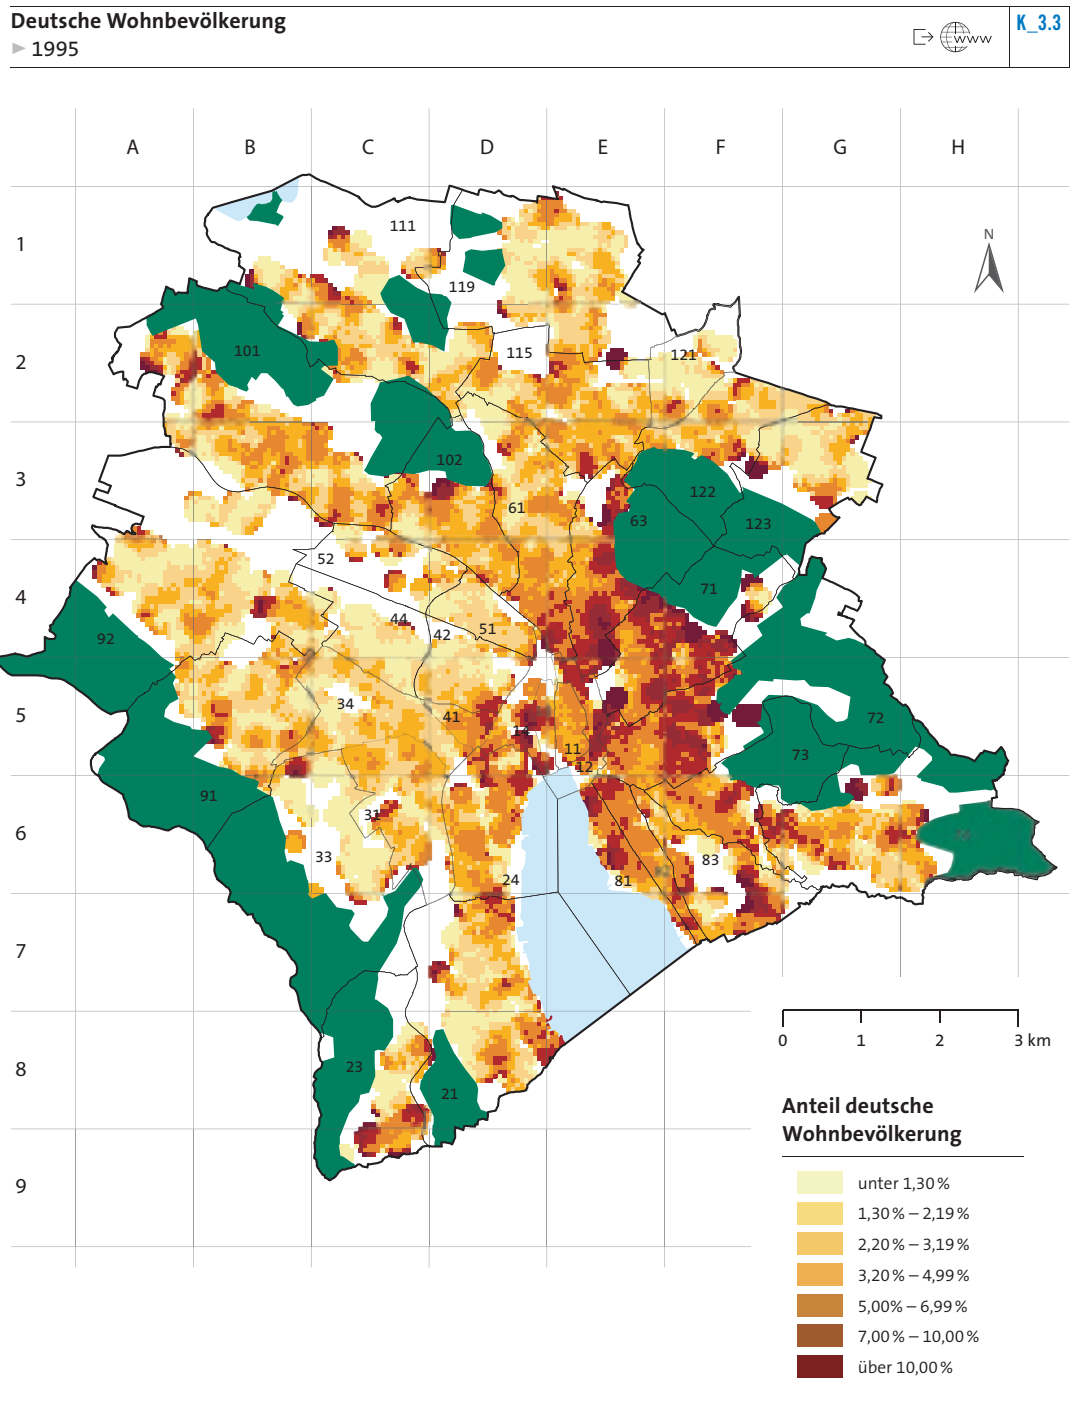 Deutsche Wohnbevölkerung
► 1995
www
K_3.3
A B C D E F G H
1
111
N
119
2
101
115
121
3
102
61
122
63
123
52
4
71
92
44
42
51
5
34
41
14
72
11
73
12
91
6
31
33
83
24
81
7
0 1 2 3 km
8
23
21
Anteil deutsche
Wohnbevölkerung
9
unter 1,30 %
1,30 % – 2,19 %
2,20 % – 3,19 %
3,20 % – 4,99 %
5,00% – 6,99 %
7,00 % – 10,00 %
über 10,00 %